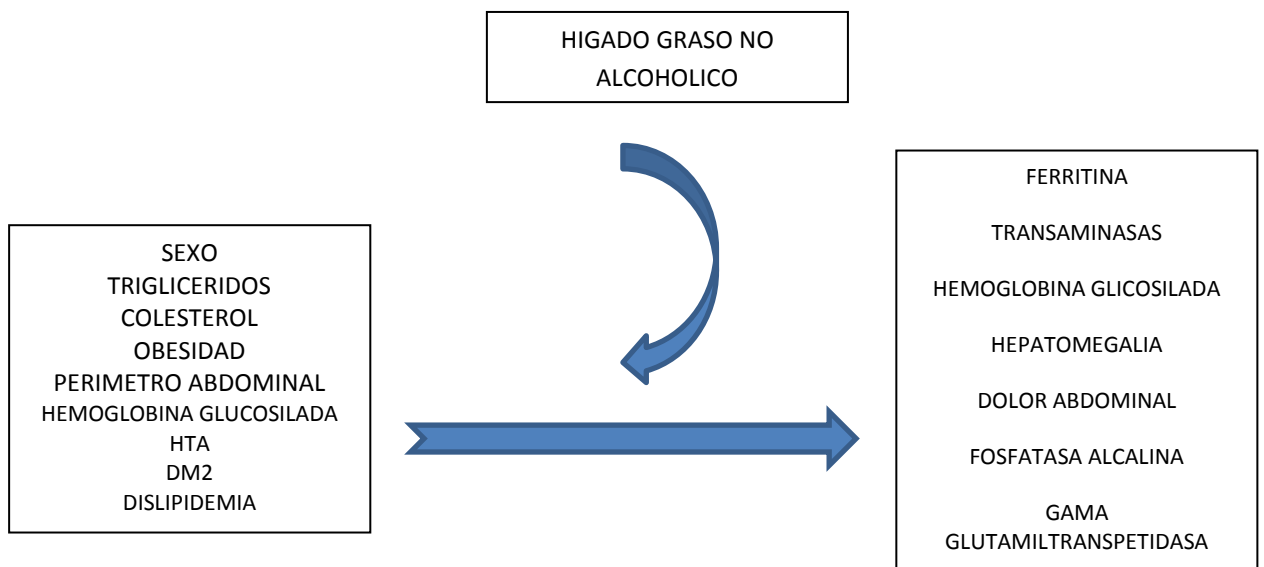 HIGADO GRASO NO
ALCOHOLICO
SEXO
TRIGLICERIDOS
COLESTEROL
OBESIDAD
PERIMETRO ABDOMINAL
HEMOGLOBINA GLUCOSILADA
HTA
DM2
DISLIPIDEMIA
FERRITINA
TRANSAMINASAS
HEMOGLOBINA GLICOSILADA
HEPATOMEGALIA
DOLOR ABDOMINAL
FOSFATASA ALCALINA
GAMA
GLUTAMILTRANSPETIDASA